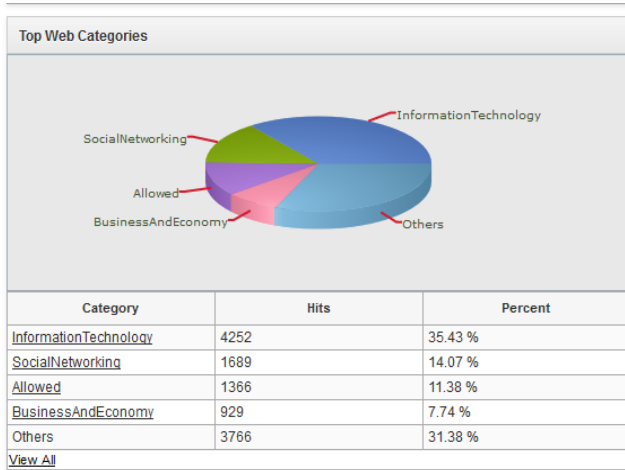 Top Web Categories
InformationTechnology
SocialNetworking
Allowed
BusinessAndEconomy
Others
Category Hits Percent
InformationTechnology 4252 35.43 %
SocialNetworking 1689 14.07 %
Allowed 1366 11.38 %
BusinessAndEconomy 929 7.74 %
Others 3766 31.38 %
View All